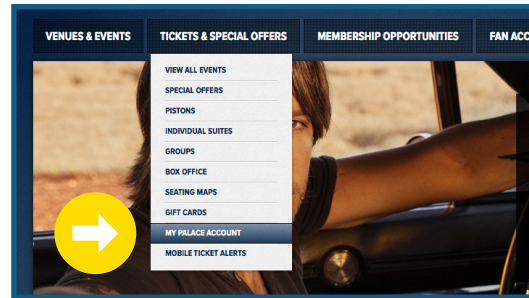 VENUES & EVENTS TICKETS & SPECIAL OFFERS MEMBERSHIP OPPORTUNITIES FAN
VIEW ALL EVENTS
SPECIAL OFFERS
PISTONS
INDIVIDUAL SUITES
GROUPS
BOX OFFICE
SEATING MAPS
GIFT CARDS
MY PALACE ACCOUNT
MOBILE TICKET ALERTS